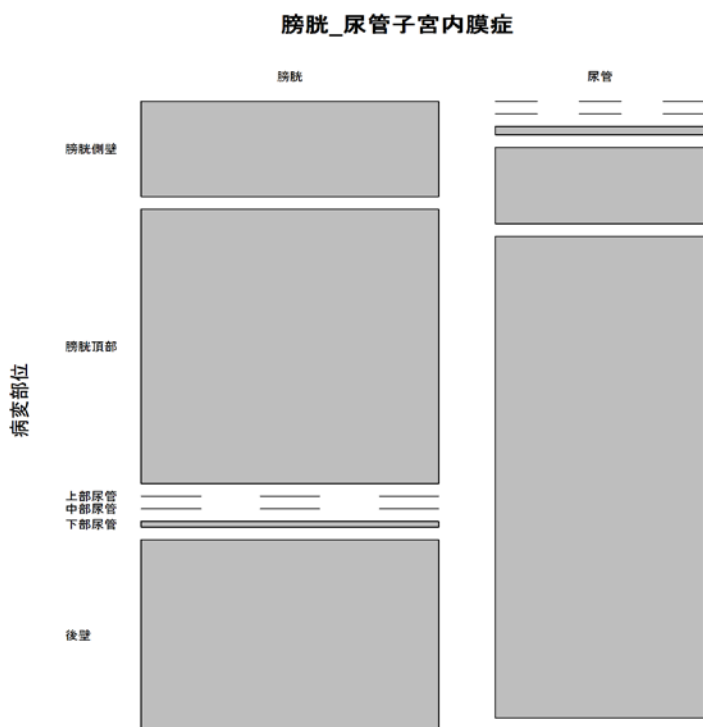 膀胱_尿管子宮内膜症
膀胱
尿管
膀胱側壁
膀胱頂部
病変部位
上部尿管
中部尿管
下部尿管
後壁